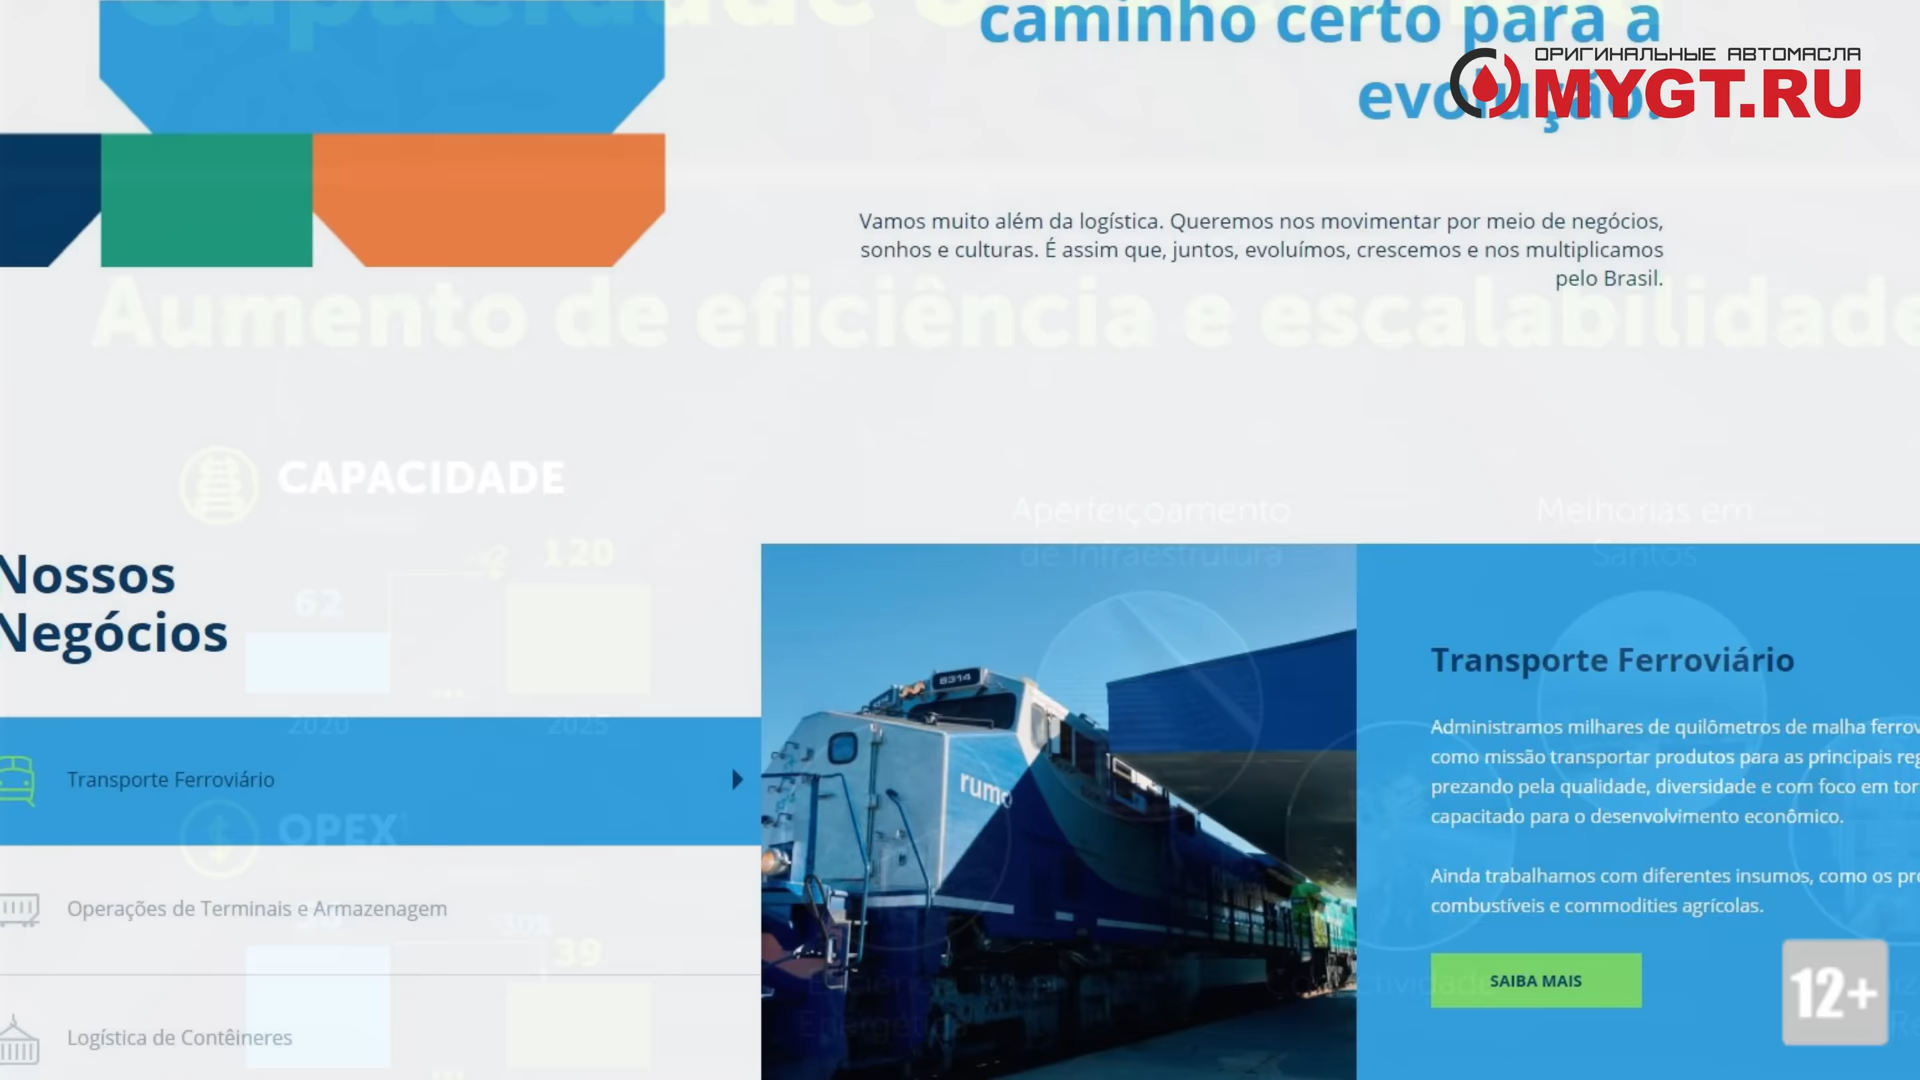 Capacidade
caminho certo para a
evolução.
ОРИГИНАЛЬНЫЕ АВТОМАСЛА
MYGT.RU
Vamos muito além da logística. Queremos nos movimentar por meio de negócios,
sonhos e culturas. É assim que, juntos, evoluímos, crescemos e nos multiplicamos
pelo Brasil.
Aumento de eficiência e escalabilidade
CAPACIDADE
Aperfeiçoamento
de Infraestrutura
Melhorias em
Santos
120
62
2020
2025
Nossos
Negócios
Transporte Ferroviário
OPEX
Operações de Terminais e Armazenagem
39
Logística de Contêineres
8314
rumo
Transporte Ferroviário
Administramos milhares de quilômetros de malha ferrov
como missão transportar produtos para as principais reg
prezando pela qualidade, diversidade e com foco em tor
capacitado para o desenvolvimento econômico.
Ainda trabalhamos com diferentes insumos, como os pro
combustíveis e commodities agrícolas.
SAIBA MAIS
12+